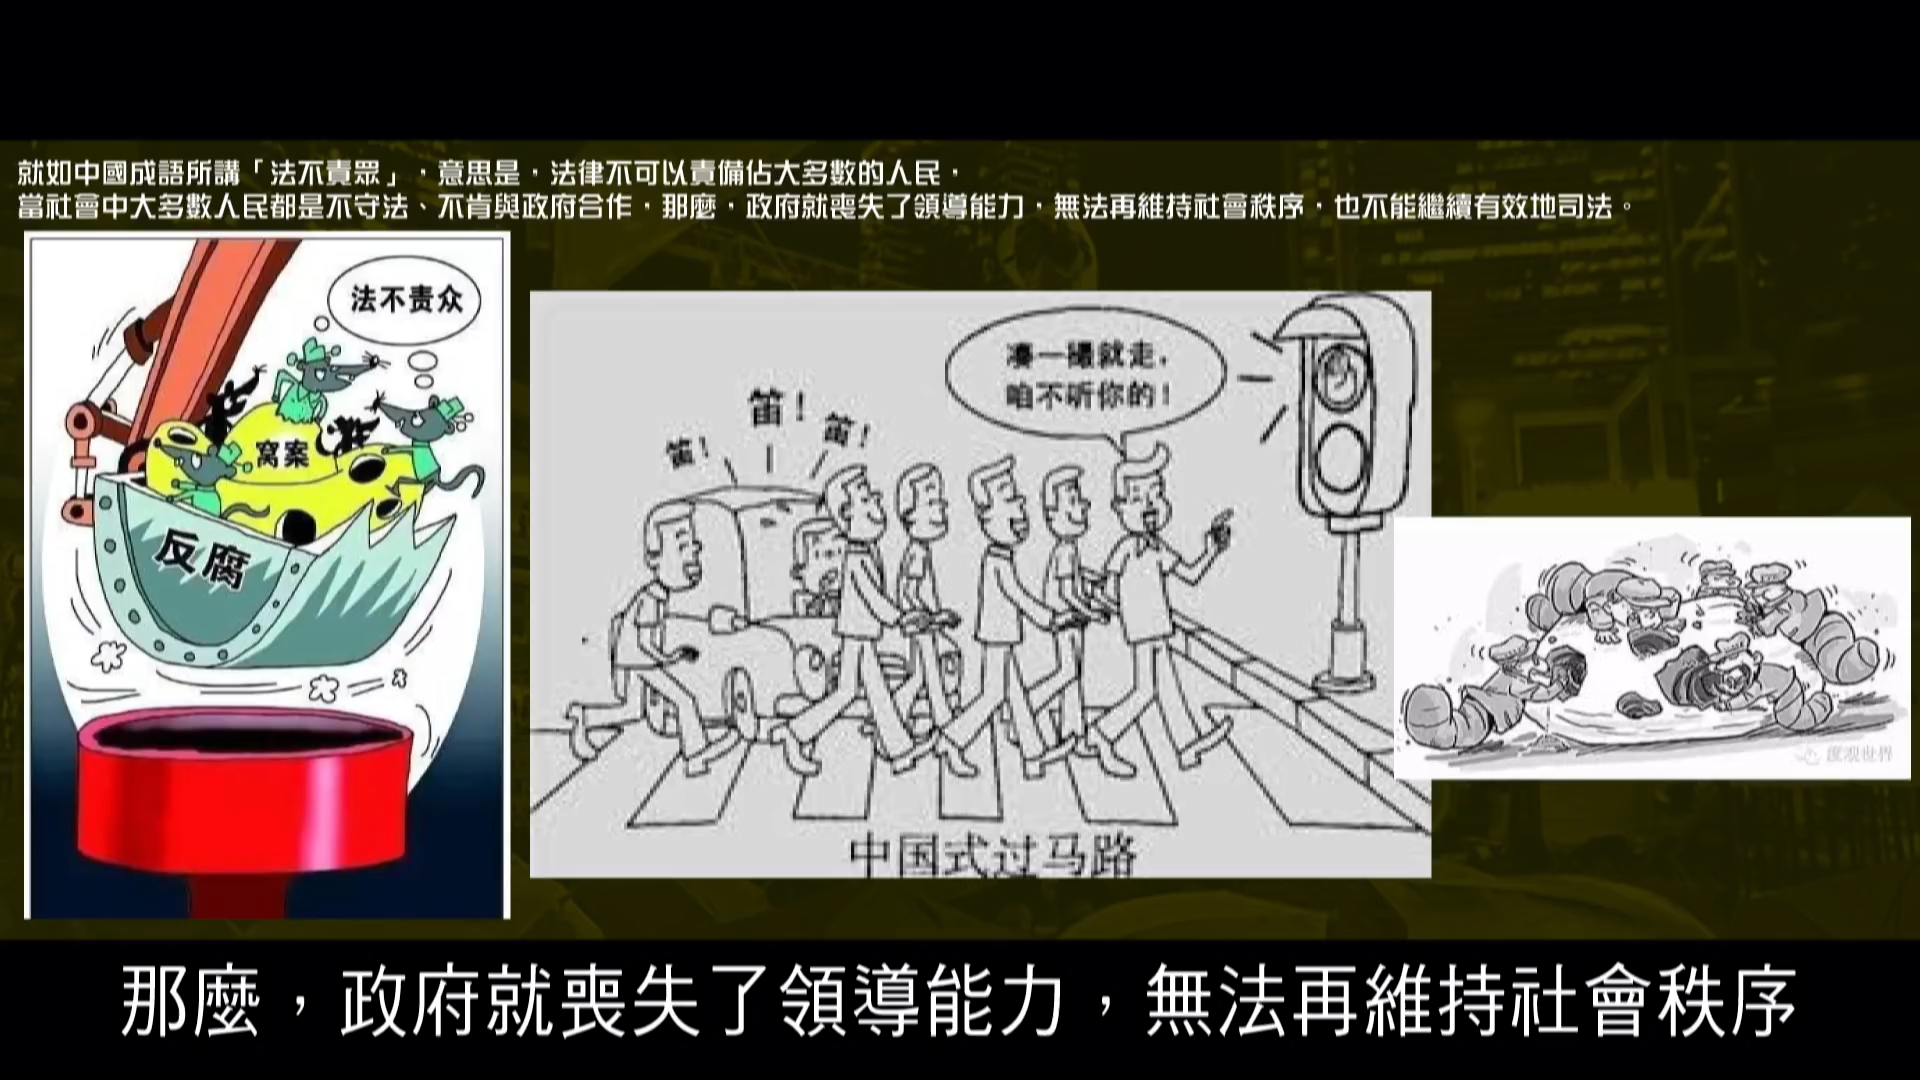 就如中國成語所講「法不責眾」，意思是，法律不可以責備佔大多數的人民，
當社會中大多數人民都是不守法、不肯與政府合作，那麼，政府就喪失了領導能力，無法再維持社會秩序，也不能繼續有效地司法。
法不责众
窝案
反腐
凑一撮就走，
咱不听你的！
笛！
笛！
笛！
中国式过马路
度观世界
那麼，政府就喪失了領導能力，無法再維持社會秩序